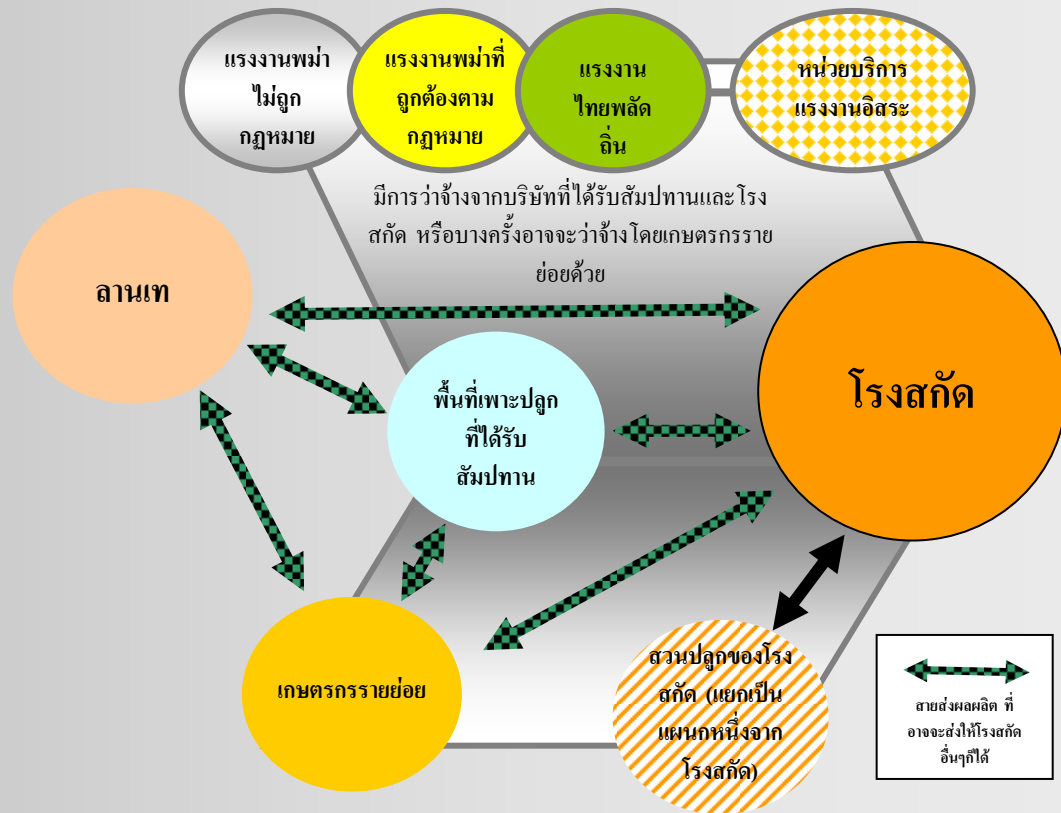 แรงงานพม่า
ไม่ถูก
กฏหมาย
แรงงานพม่าที่
ถูกต้องตาม
กฏหมาย
แรงงาน
ไทยพลัด
ถิ่น
หน่วยบริการ
แรงงานอิสระ
มีการว่าจ้างจากบริษัทที่ได้รับสัมปทานและโรง
สกัด หรือบางครั้งอาจจะว่าจ้างโดยเกษตรกรราย
ย่อยด้วย
ลานเท
โรงสกัด
พื้นที่เพาะปลูก
ที่ได้รับ
สัมปทาน
เกษตรกรรายย่อย
สวนปลูกของโรง
สกัด (แยกเป็น
แผนกหนึ่งจาก
โรงสกัด)
สายส่งผลผลิต ที่
อาจจะส่งให้โรงสกัด
อื่นๆก็ได้